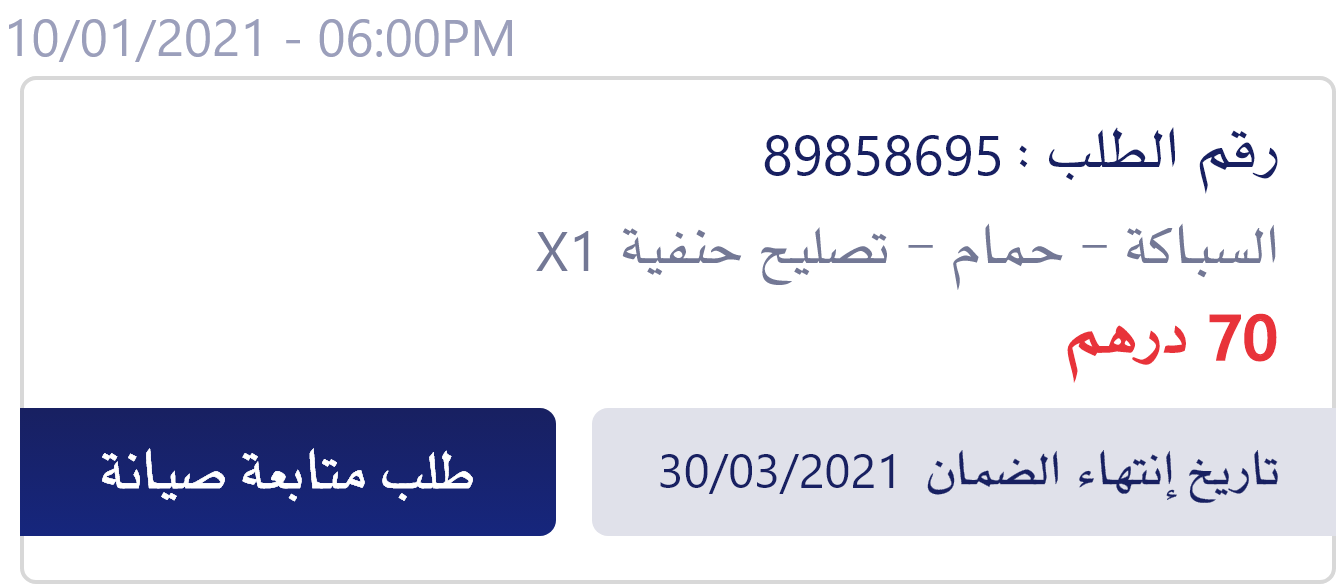 10/01/2021 - 06:00PM
رقم الطلب : 89858695
السباكة - حمام - تصليح حنفية X1
70 درهم
تاريخ إنتهاء الضمان 30/03/2021
طلب متابعة صيانة